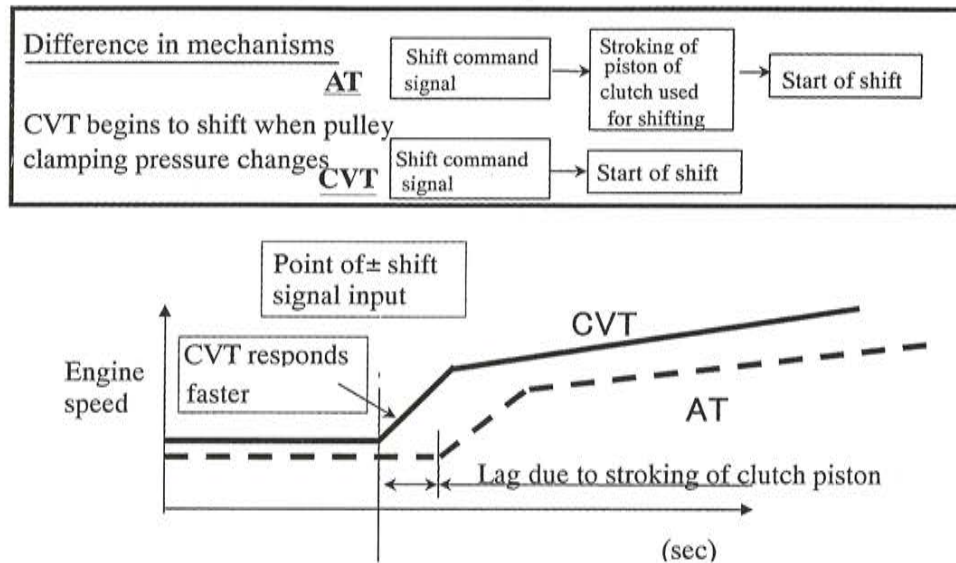 Difference in mechanisms
AT
Shift command
signal
Stroking of
piston of
clutch used
for shifting
Start of shift
CVT begins to shift when pulley
clamping pressure changes
CVT
Shift command
signal
Start of shift
Point of± shift
signal input
CVT responds
faster
Engine
speed
CVT
AT
Lag due to stroking of clutch piston
(sec)